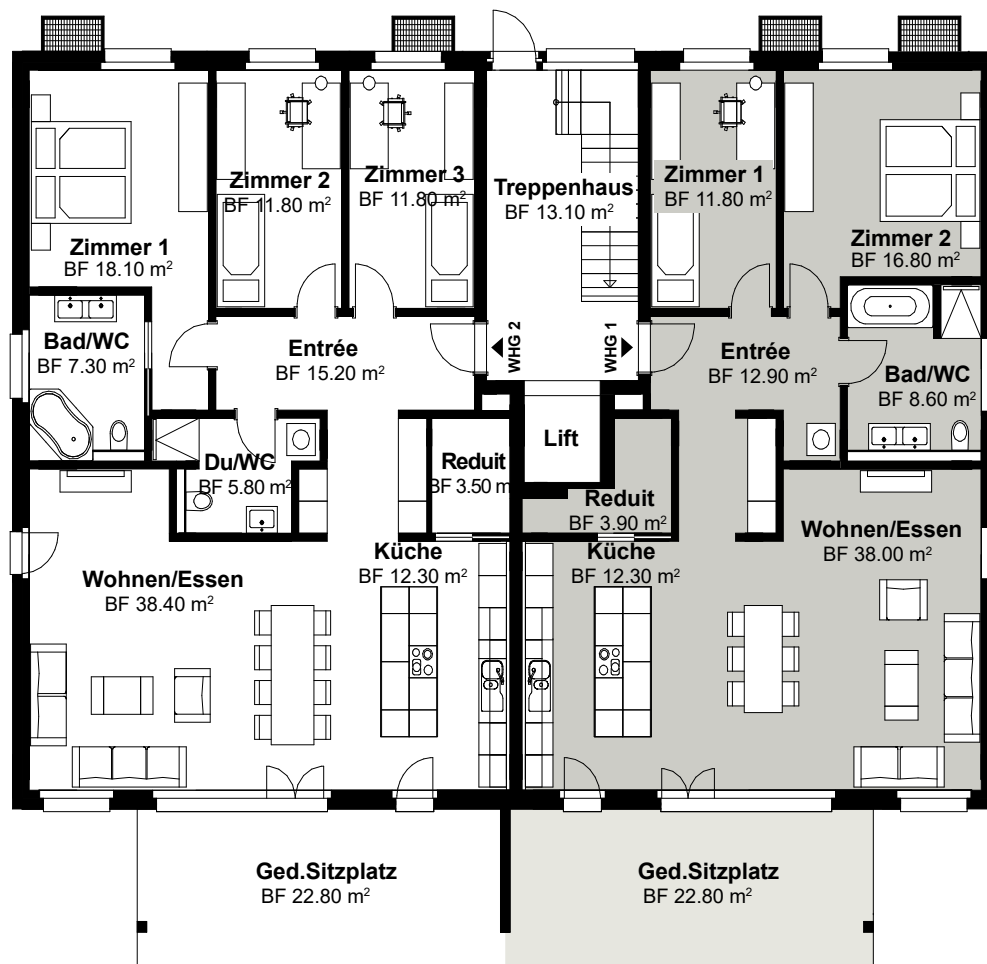 Zimmer 1
BF 18.10 m²
Zimmer 2
BF 11.80 m²
Zimmer 3
BF 11.80 m²
Treppenhaus
BF 13.10 m²
Zimmer 1
BF 11.80 m²
Zimmer 2
BF 16.80 m²
Bad/WC
BF 7.30 m²
Entrée
BF 15.20 m²
WHG 2
WHG 1
Entrée
BF 12.90 m²
Bad/WC
BF 8.60 m²
Du/WC
BF 5.80 m²
Reduit
BF 3.50 m
Lift
Reduit
BF 3.90 m²
Wohnen/Essen
BF 38.40 m²
Küche
BF 12.30 m²
Küche
BF 12.30 m²
Wohnen/Essen
BF 38.00 m²
Ged.Sitzplatz
BF 22.80 m²
Ged.Sitzplatz
BF 22.80 m²